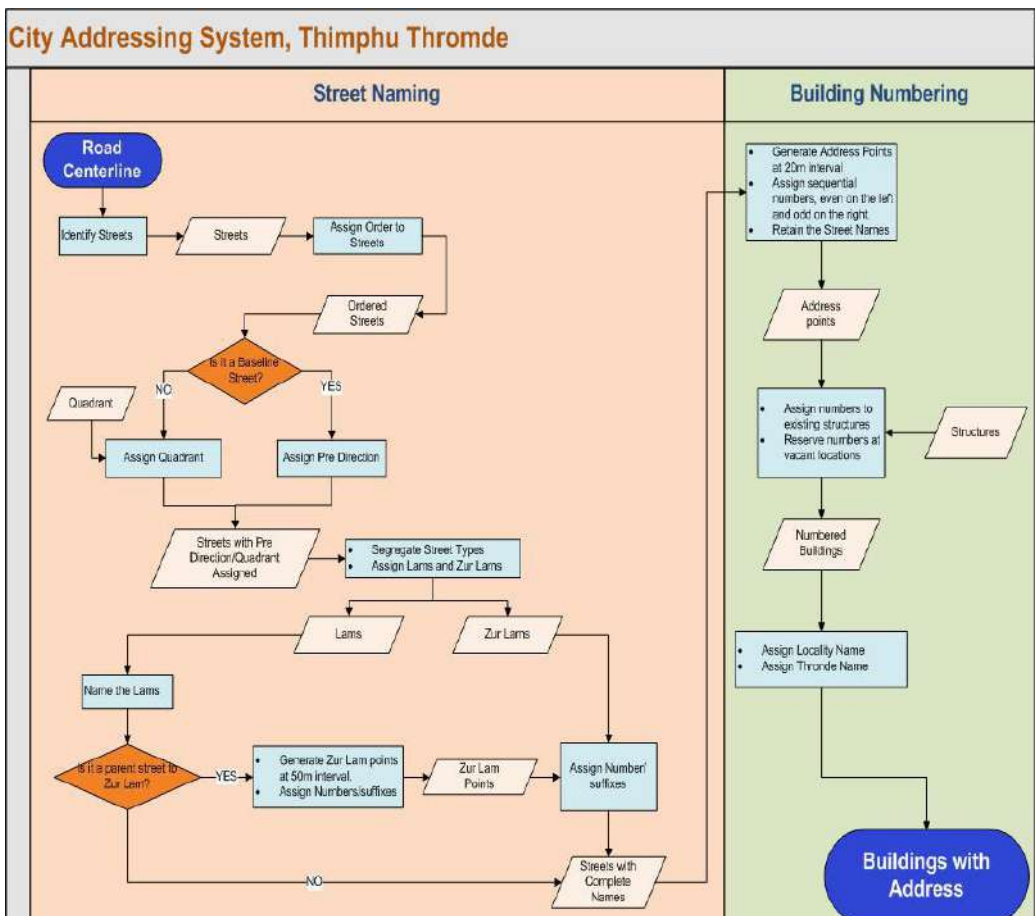 City Addressing System, Thimphu Thromde
Street Naming
Building Numbering
Road
Centerline
Identify Streets
Streets
Assign Order to
Streets
Ordered
Streets
Is it a Baseline
Street?
NO
YES
Quadrant
Assign Quadrant
Assign Pre Direction
Streets with Pre
Direction/Quadrant
Assigned
• Segregate Street Types
• Assign Lams and Zur Lams
Lams
Zur Lams
Name the Lams
Is it a parent street to
Zur Lam?
YES
• Generate Zur Lam points
at 50m interval.
• Assign Numbers/suffixes
Zur Lam
Points
Assign Number/
suffixes
NO
Streets with
Complete
Names
• Generate Address Points
at 20m interval
• Assign sequential
numbers, even on the left
and odd on the right.
• Retain the Street Names
Address
points
• Assign numbers to
existing structures
• Reserve numbers at
vacant locations
Structures
Numbered
Buildings
• Assign Locality Name
• Assign Thronde Name
Buildings with
Address